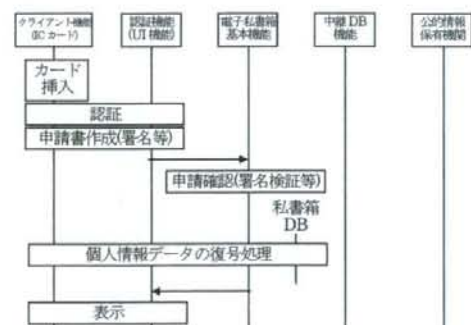 クライアント機能
(ICカード)
認証機能
(UI機能)
電子私書箱
基本機能
中継DB
機能
公的情報
保有機関
カード
挿入
認証
申請書作成(署名等)
申請確認(署名検証等)
私書箱
DB
個人情報データの復号処理
表示